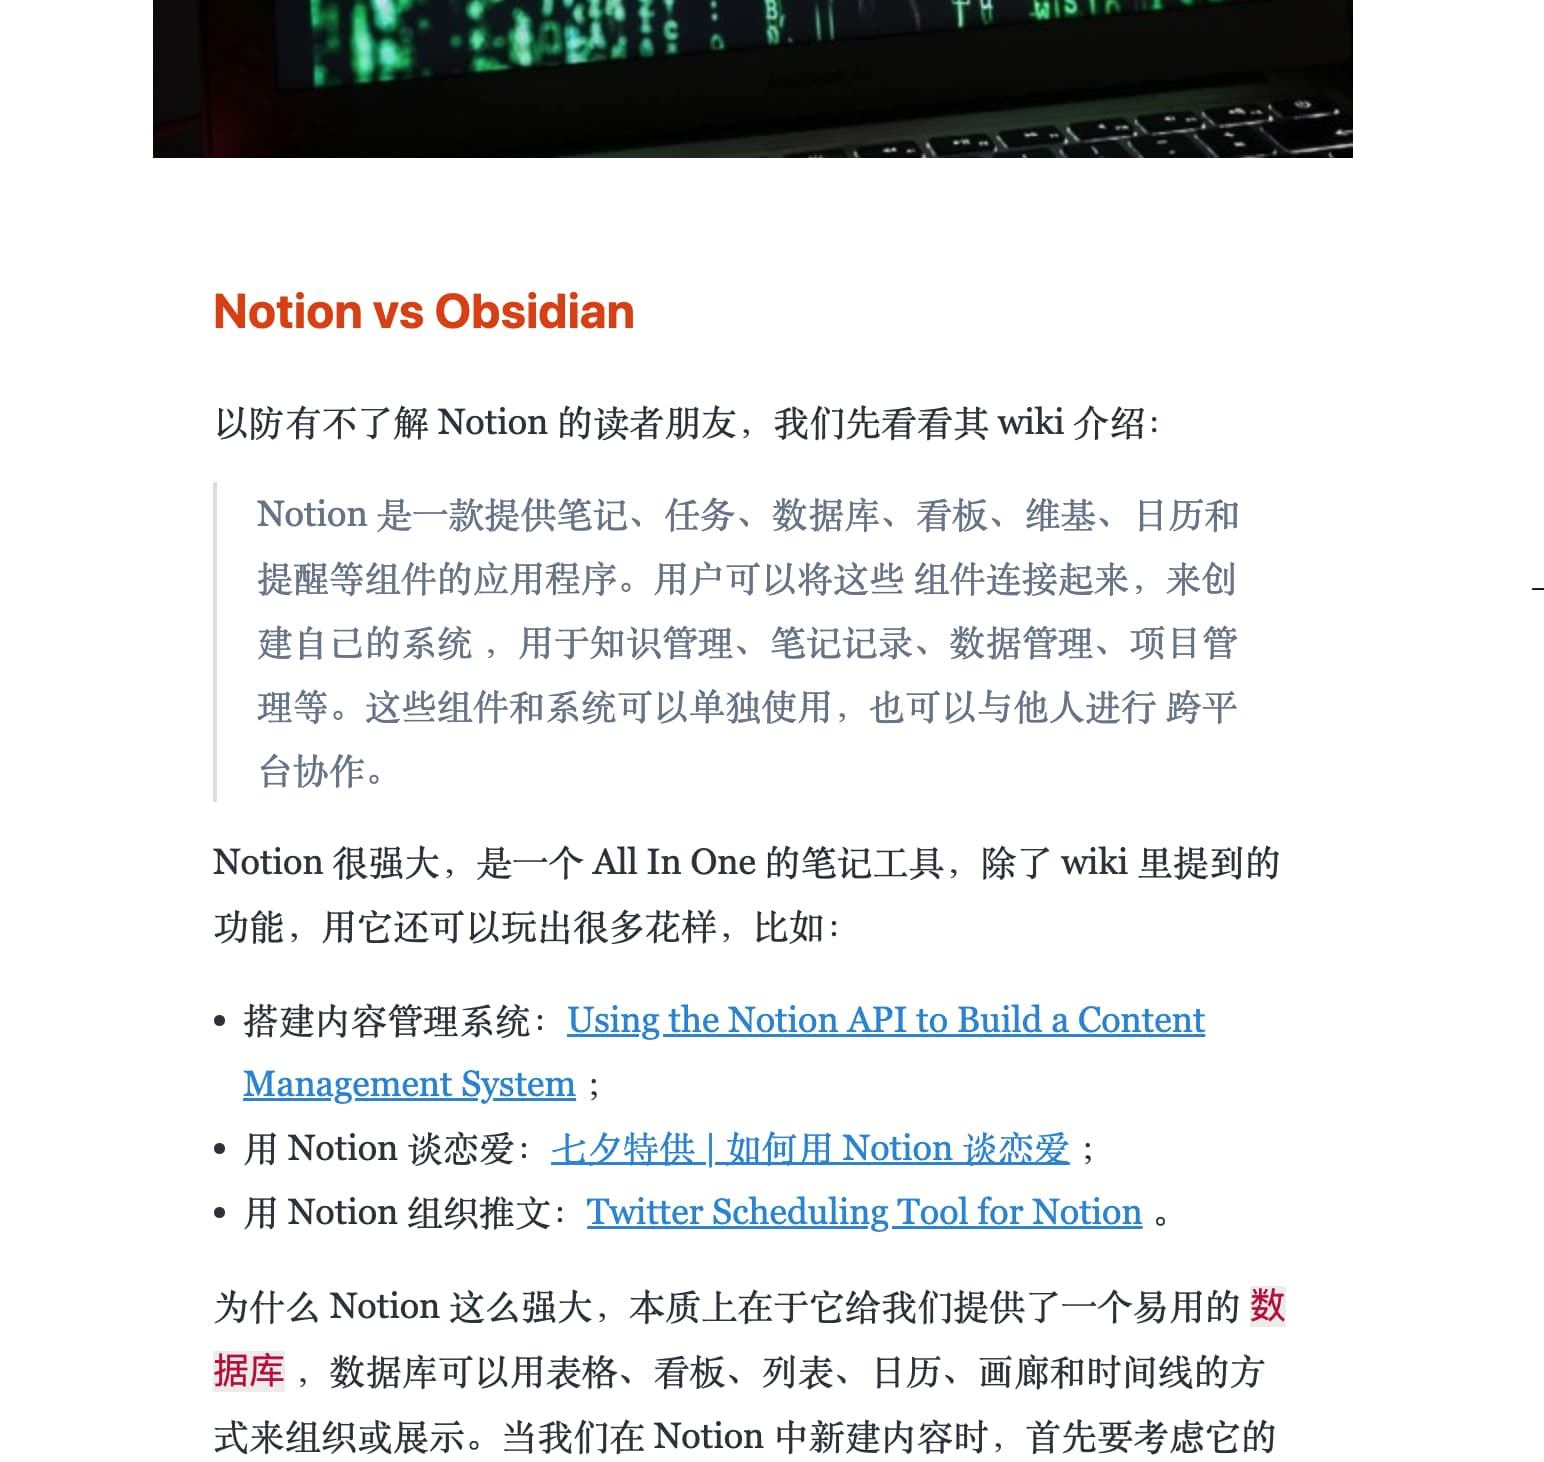 Notion vs Obsidian
以防有不了解 Notion 的读者朋友，我们先看看其 wiki 介绍：
Notion 是一款提供笔记、任务、数据库、看板、维基、日历和
提醒等组件的应用程序。用户可以将这些 组件连接起来，来创
建自己的系统 ，用于知识管理、笔记记录、数据管理、项目管
理等。这些组件和系统可以单独使用，也可以与他人进行 跨平
台协作。
Notion 很强大，是一个 All In One 的笔记工具，除了 wiki 里提到的
功能，用它还可以玩出很多花样，比如：
• 搭建内容管理系统：Using the Notion API to Build a Content
Management System ；
• 用 Notion 谈恋爱：七夕特供 | 如何用 Notion 谈恋爱 ；
• 用 Notion 组织推文：Twitter Scheduling Tool for Notion 。
为什么 Notion 这么强大，本质上在于它给我们提供了一个易用的 数
据库 ，数据库可以用表格、看板、列表、日历、画廊和时间线的方
式来组织或展示。当我们在 Notion 中新建内容时，首先要考虑它的